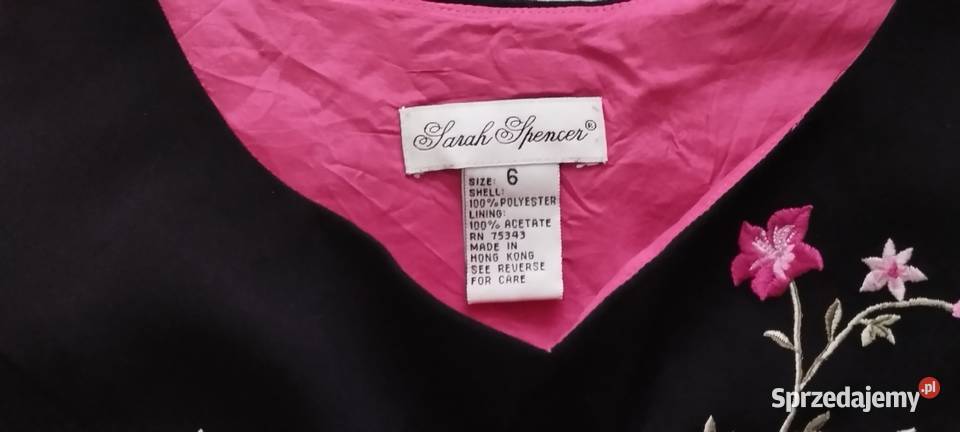 Sarah Spencer®
SIZE: 6
SHELL:
100% POLYESTER
LINING:
100% ACETATE
RN 75343
MADE IN
HONG KONG
SEE REVERSE
FOR CARE
Sprzedajemy.pl